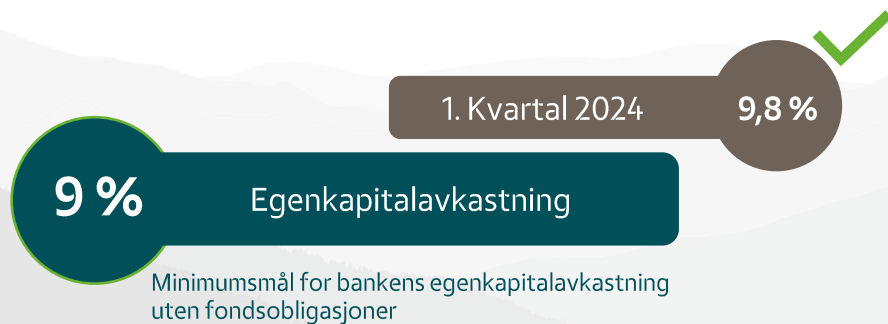 1. Kvartal 2024 9,8 %
9 % Egenkapitalavkastning
Minimumsmål for bankens egenkapitalavkastning
uten fondsobligasjoner